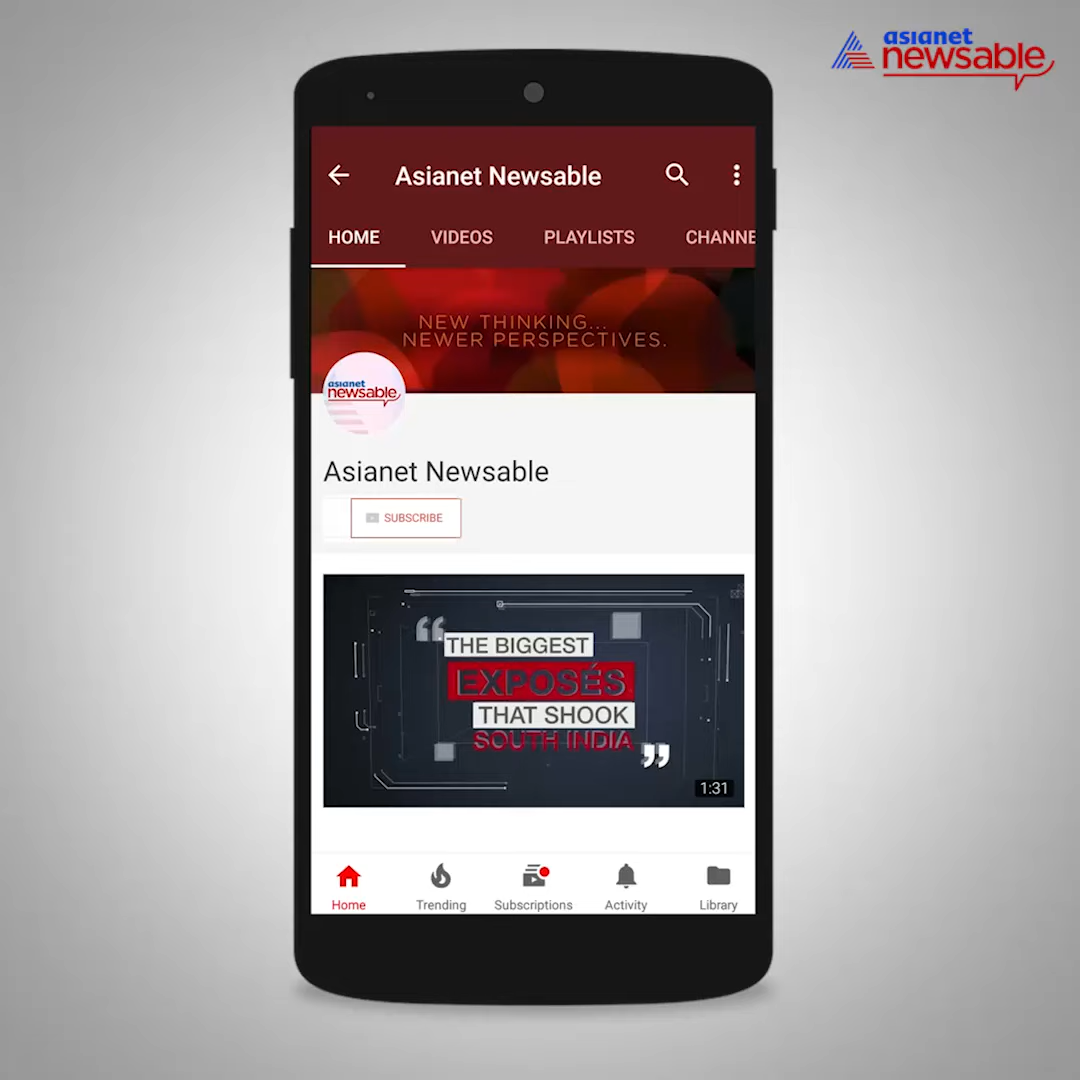 asianet
newsable
Asianet Newsable
HOME VIDEOS PLAYLISTS CHANNE
NEW THINKING...
NEWER PERSPECTIVES.
asianet
newsable
Asianet Newsable
SUBSCRIBE
“THE BIGGEST
EXPOSÉS
THAT SHOOK
SOUTH INDIA”
1:31
Home Trending Subscriptions Activity Library